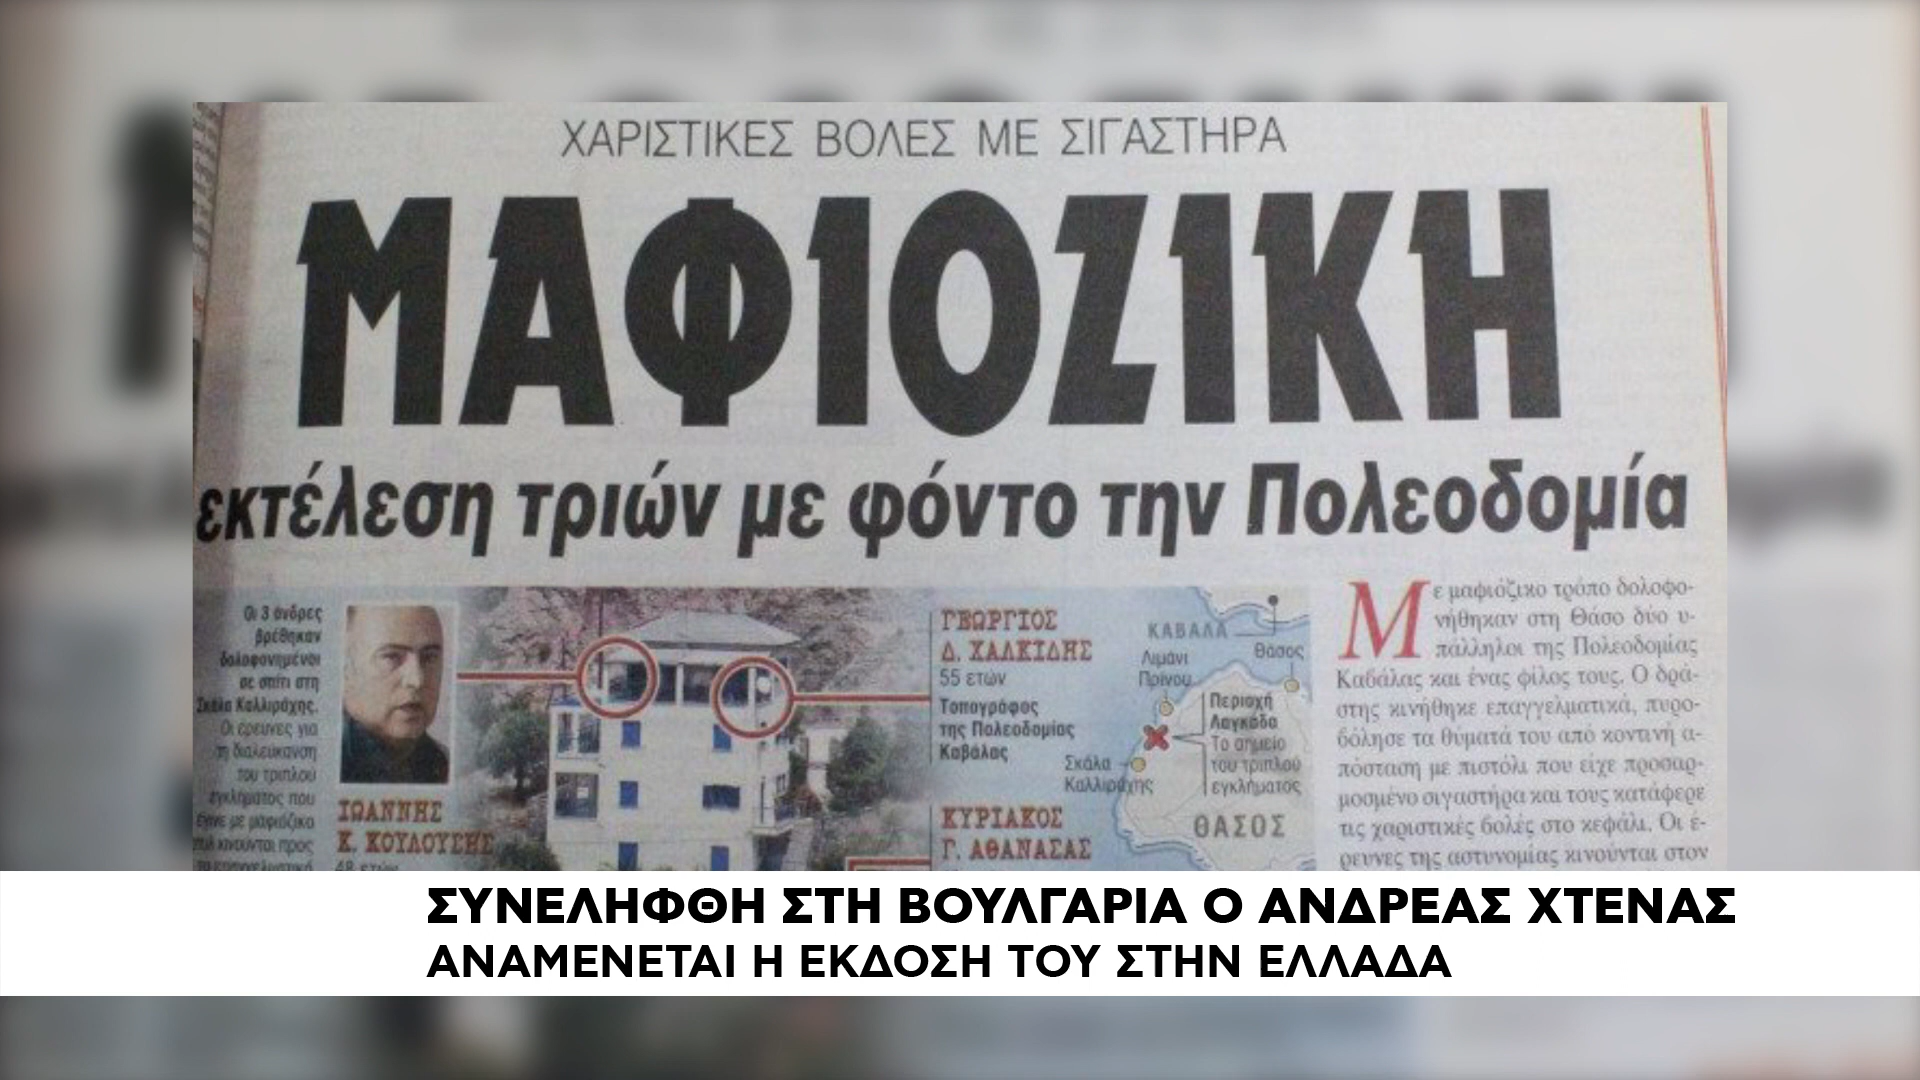 ΧΑΡΙΣΤΙΚΕΣ ΒΟΛΕΣ ΜΕ ΣΙΓΑΣΤΗΡΑ
ΜΑΦΙΟΖΙΚΗ
εκτέλεση τριών με φόντο την Πολεοδομία
Οι 3 άνδρες
βρέθηκαν
δολοφονημένοι
σε σπίτι στη
Σκάλα Καλλιράχης.
Οι έρευνες για
τη διαλεύκανση
του τριπλού
εγκλήματος που
έγινε με μαφιόζικο
κινούνται προς
ΙΩΑΝΝΗΣ
Κ. ΚΟΥΛΟΥΣΗΣ
48 ετών
ΓΕΩΡΓΙΟΣ
Δ. ΧΑΛΚΙΔΗΣ
55 ετών
Τοπογράφος
της Πολεοδομίας
Καβάλας
ΚΥΡΙΑΚΟΣ
Γ. ΑΘΑΝΑΣΑΣ
ΚΑΒΑΛΑ
Θάσος
Λιμάνι
Πρίνου
Περιοχή
Λαγκάδα
Το σημείο
του τριπλού
εγκλήματος
Σκάλα
Καλλιράχης
ΘΑΣΟΣ
Με μαφιόζικο τρόπο δολοφο-
νήθηκαν στη Θάσο δύο υ-
πάλληλοι της Πολεοδομίας
Καβάλας και ένας φίλος τους. Ο δρά-
στης κινήθηκε επαγγελματικά, πυρο-
βόλησε τα θύματά του από κοντινή α-
πόσταση με πιστόλι που είχε προσαρ-
μοσμένο σιγαστήρα και τους κατάφερε
τις χαριστικές βολές στο κεφάλι. Οι έ-
ρευνες της αστυνομίας κινούνται στον
ΣΥΝΕΛΗΦΘΗ ΣΤΗ ΒΟΥΛΓΑΡΙΑ Ο ΑΝΔΡΕΑΣ ΧΤΕΝΑΣ
ΑΝΑΜΕΝΕΤΑΙ Η ΕΚΔΟΣΗ ΤΟΥ ΣΤΗΝ ΕΛΛΑΔΑ